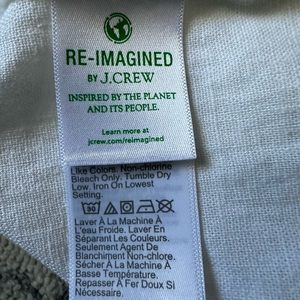 RE-IMAGINED
BY J.CREW
INSPIRED BY THE PLANET
AND ITS PEOPLE.
Learn more at
jcrew.com/reimagined
Like Colors. Non-chlorine
Bleach Only. Tumble Dry
Low. Iron On Lowest
Setting.
30
Laver À La Machine À
L'eau Froide. Laver En
Séparant Les Couleurs.
Seulement Agent De
Blanchiment Non-chlore.
Sécher À La Machine À
Basse Température.
Repasser À Fer Doux Si
Nécessaire.